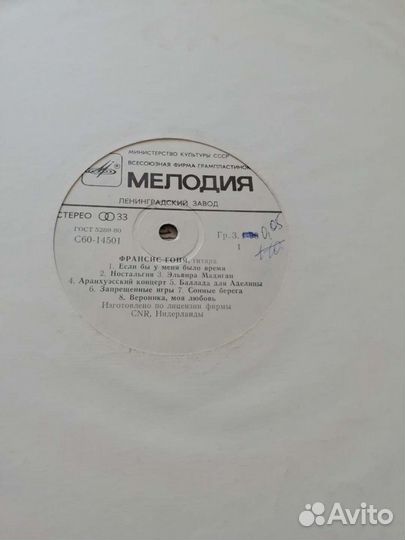 МИНИСТЕРСТВО КУЛЬТУРЫ СССР
ВСЕСОЮЗНАЯ ФИРМА ГРАМПЛАСТИНОК
МЕЛОДИЯ
ЛЕНИНГРАДСКИЙ ЗАВОД
СТЕРЕО 33
ГОСТ 5289-80
С60-14501
Гр. 3. 0,05
1
ФРАНСИС ГОЙЯ, гитара
1. Если бы у меня было время
2. Ностальгия 3. Эльвира Мадиган
4. Аранхуэсский концерт 5. Баллада для Аделины
6. Запрещенные игры 7. Сонные берега
8. Вероника, моя любовь
Изготовлено по лицензии фирмы
CNR, Нидерланды
Avito